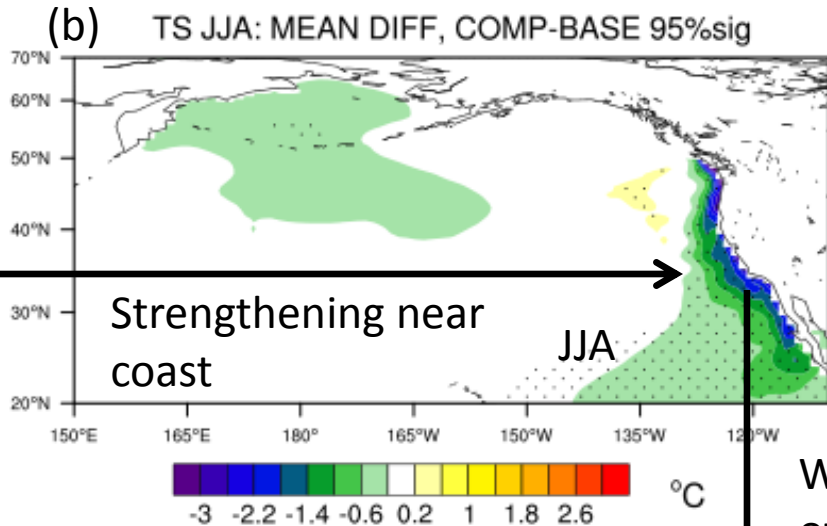 (b) TS JJA: MEAN DIFF, COMP-BASE 95%sig
70°N
60°N
50°N
40°N
30°N
20°N
Strengthening near
coast
JJA
150°E 165°E 180° 165°W 150°W 135°W 120°W
-3 -2.2 -1.4 -0.6 0.2 1 1.8 2.6
°C